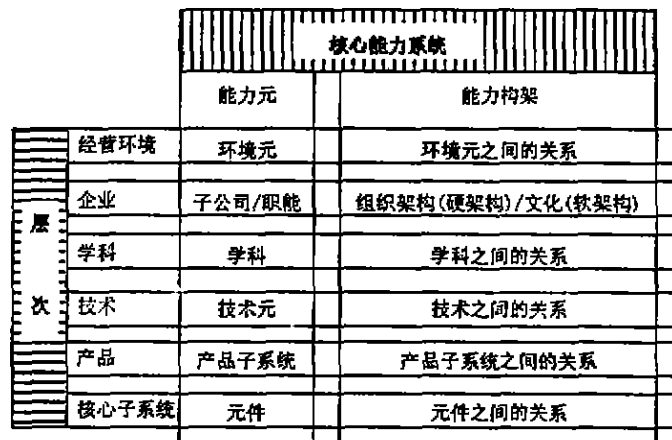 核心能力系统
能力元 能力构架
经营环境 环境元 环境元之间的关系
企业 子公司/职能 组织架构(硬架构)/文化(软架构)
层
学科 学科 学科之间的关系
次 技术 技术元 技术之间的关系
产品 产品子系统 产品子系统之间的关系
核心子系统 元件 元件之间的关系